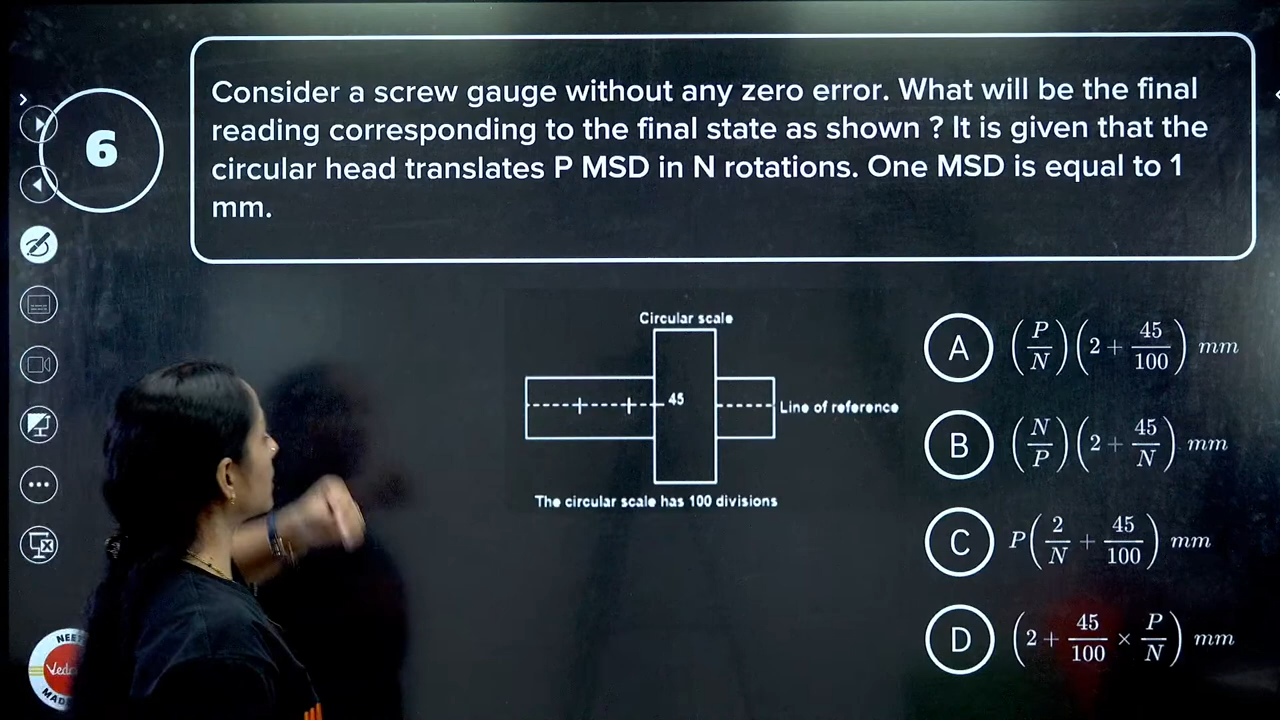 6
Consider a screw gauge without any zero error. What will be the final
reading corresponding to the final state as shown ? It is given that the
circular head translates P MSD in N rotations. One MSD is equal to 1
mm.
Circular scale
45
Line of reference
The circular scale has 100 divisions
A (P/N)(2 + 45/100) mm
B (N/P)(2 + 45/N) mm
C P(2/N + 45/100) mm
D (2 + 45/100 × P/N) mm
NEET
MAD